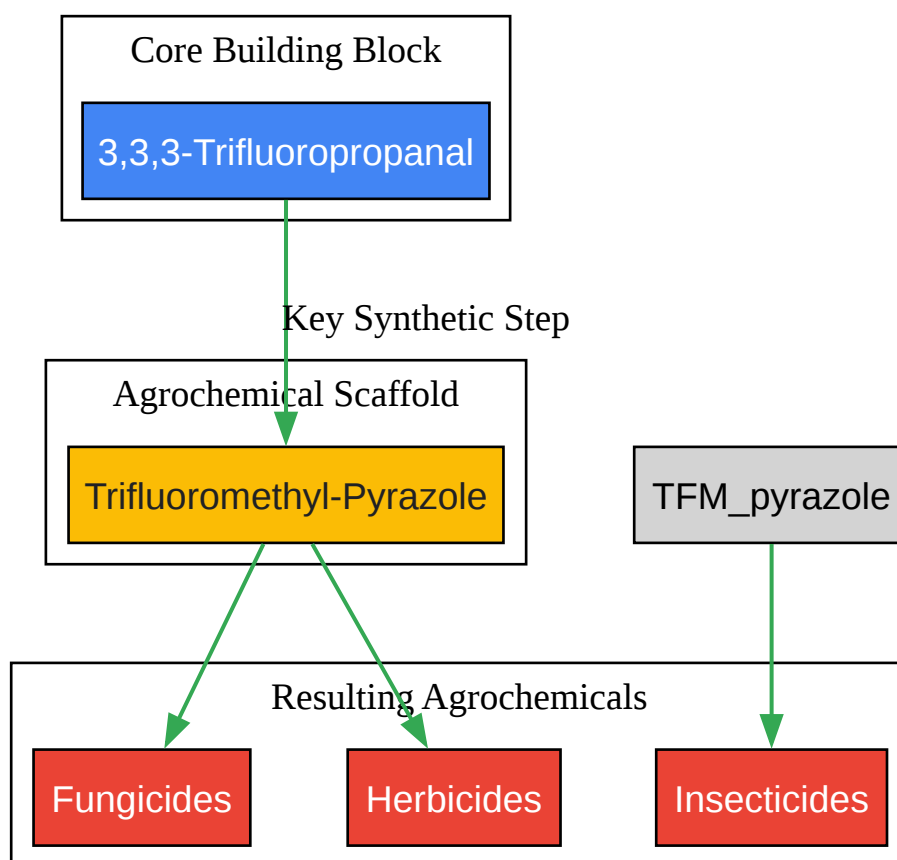 Core Building Block
3,3,3-Trifluoropropanal
Key Synthetic Step
Agrochemical Scaffold
Trifluoromethyl-Pyrazole
TFM_pyrazole
Resulting Agrochemicals
Fungicides
Herbicides
Insecticides